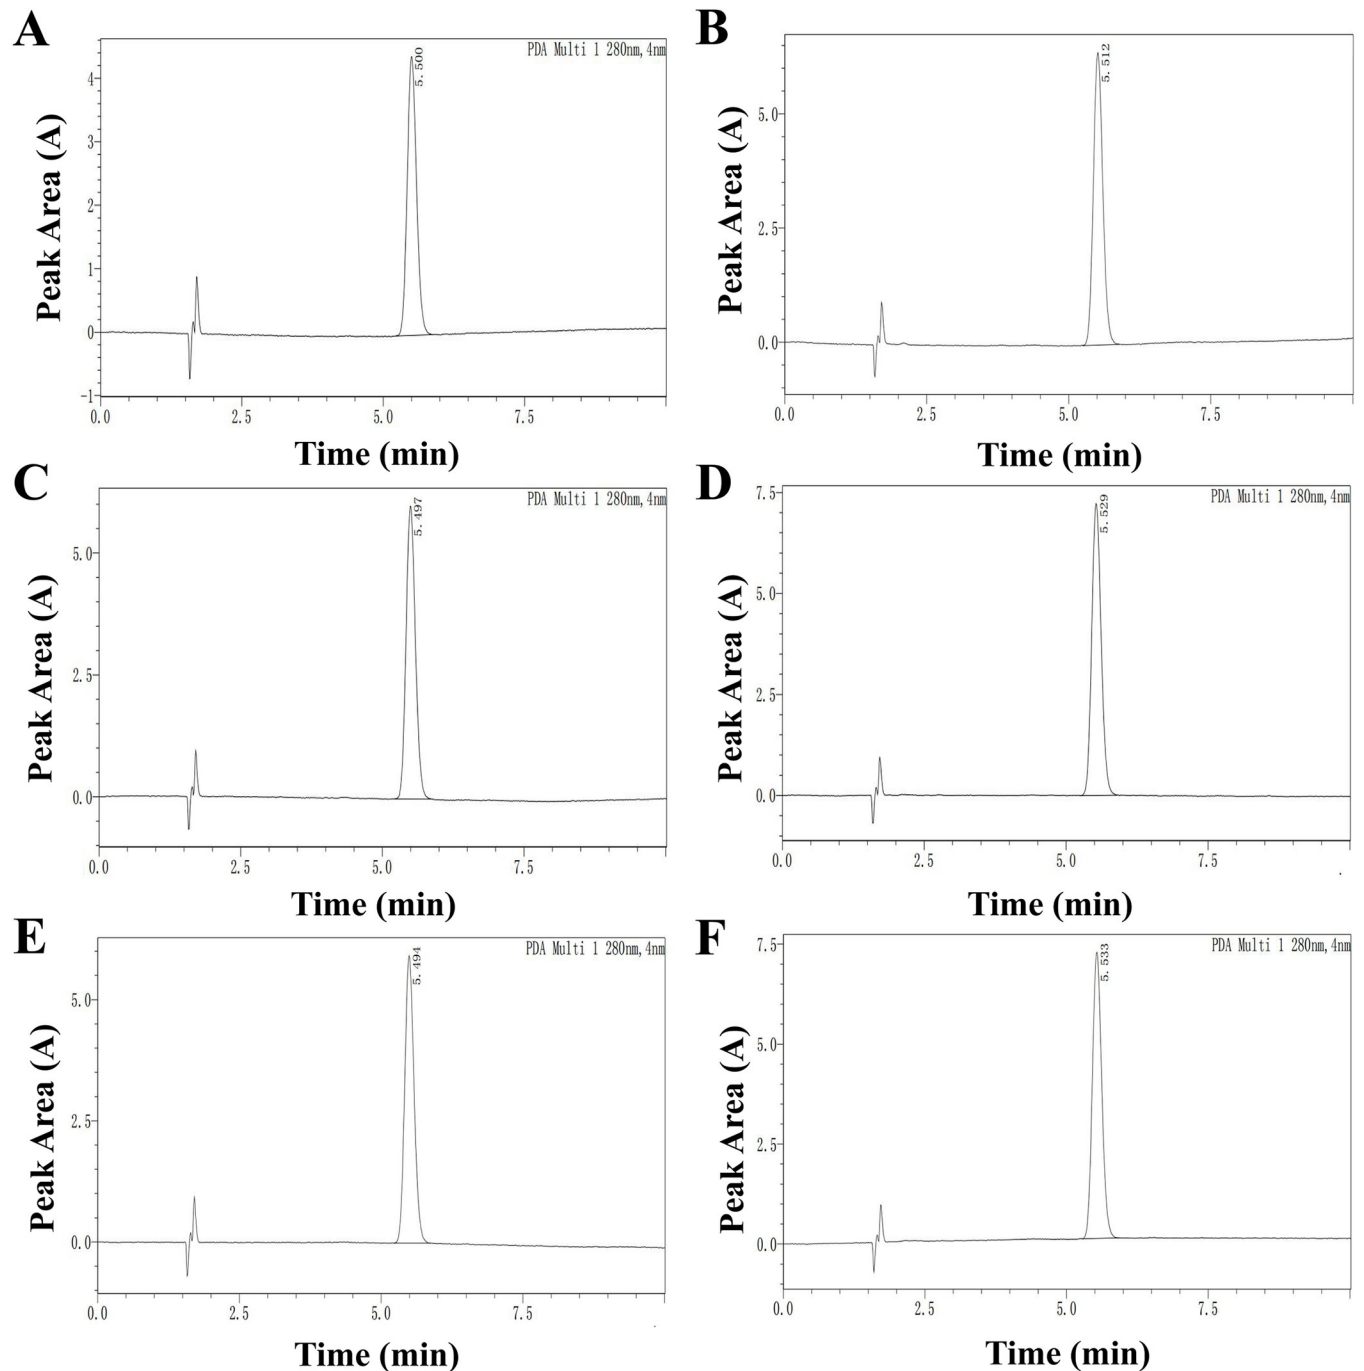 A
PDA Multi 1 280nm,4nm
5.500
4
3
2
1
0
-1
0.0 2.5 5.0 7.5
Peak Area (A)
Time (min)
B
5.512
5.0
2.5
0.0
0.0 2.5 5.0 7.5
Peak Area (A)
Time (min)
C
PDA Multi 1 280nm,4nm
5.497
5.0
2.5
0.0
0.0 2.5 5.0 7.5
Peak Area (A)
Time (min)
D
PDA Multi 1 280nm,4nm
5.529
7.5
5.0
2.5
0.0
0.0 2.5 5.0 7.5
Peak Area (A)
Time (min)
E
PDA Multi 1 280nm,4nm
5.494
5.0
2.5
0.0
0.0 2.5 5.0 7.5
Peak Area (A)
Time (min)
F
PDA Multi 1 280nm,4nm
5.533
7.5
5.0
2.5
0.0
0.0 2.5 5.0 7.5
Peak Area (A)
Time (min)